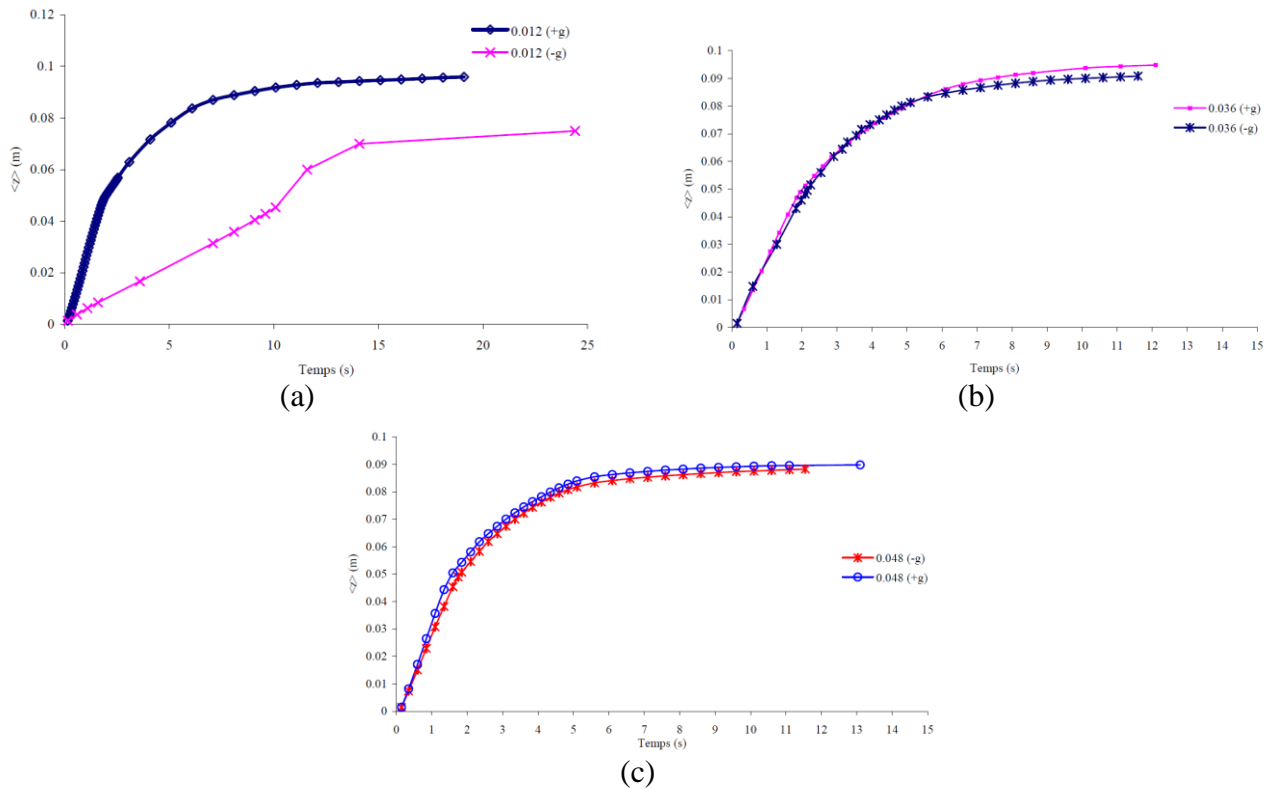 0.12
0.1
0.08
0.06
0.04
0.02
0
<z> (m)
0.012 (+g)
0.012 (-g)
0 5 10 15 20 25
Temps (s)
(a)
0.1
0.09
0.08
0.07
0.06
0.05
0.04
0.03
0.02
0.01
0
<z> (m)
0.036 (+g)
0.036 (-g)
0 1 2 3 4 5 6 7 8 9 10 11 12 13 14 15
Temps (s)
(b)
0.1
0.09
0.08
0.07
0.06
0.05
0.04
0.03
0.02
0.01
0
<z> (m)
0.048 (-g)
0.048 (+g)
0 1 2 3 4 5 6 7 8 9 10 11 12 13 14 15
Temps (s)
(c)